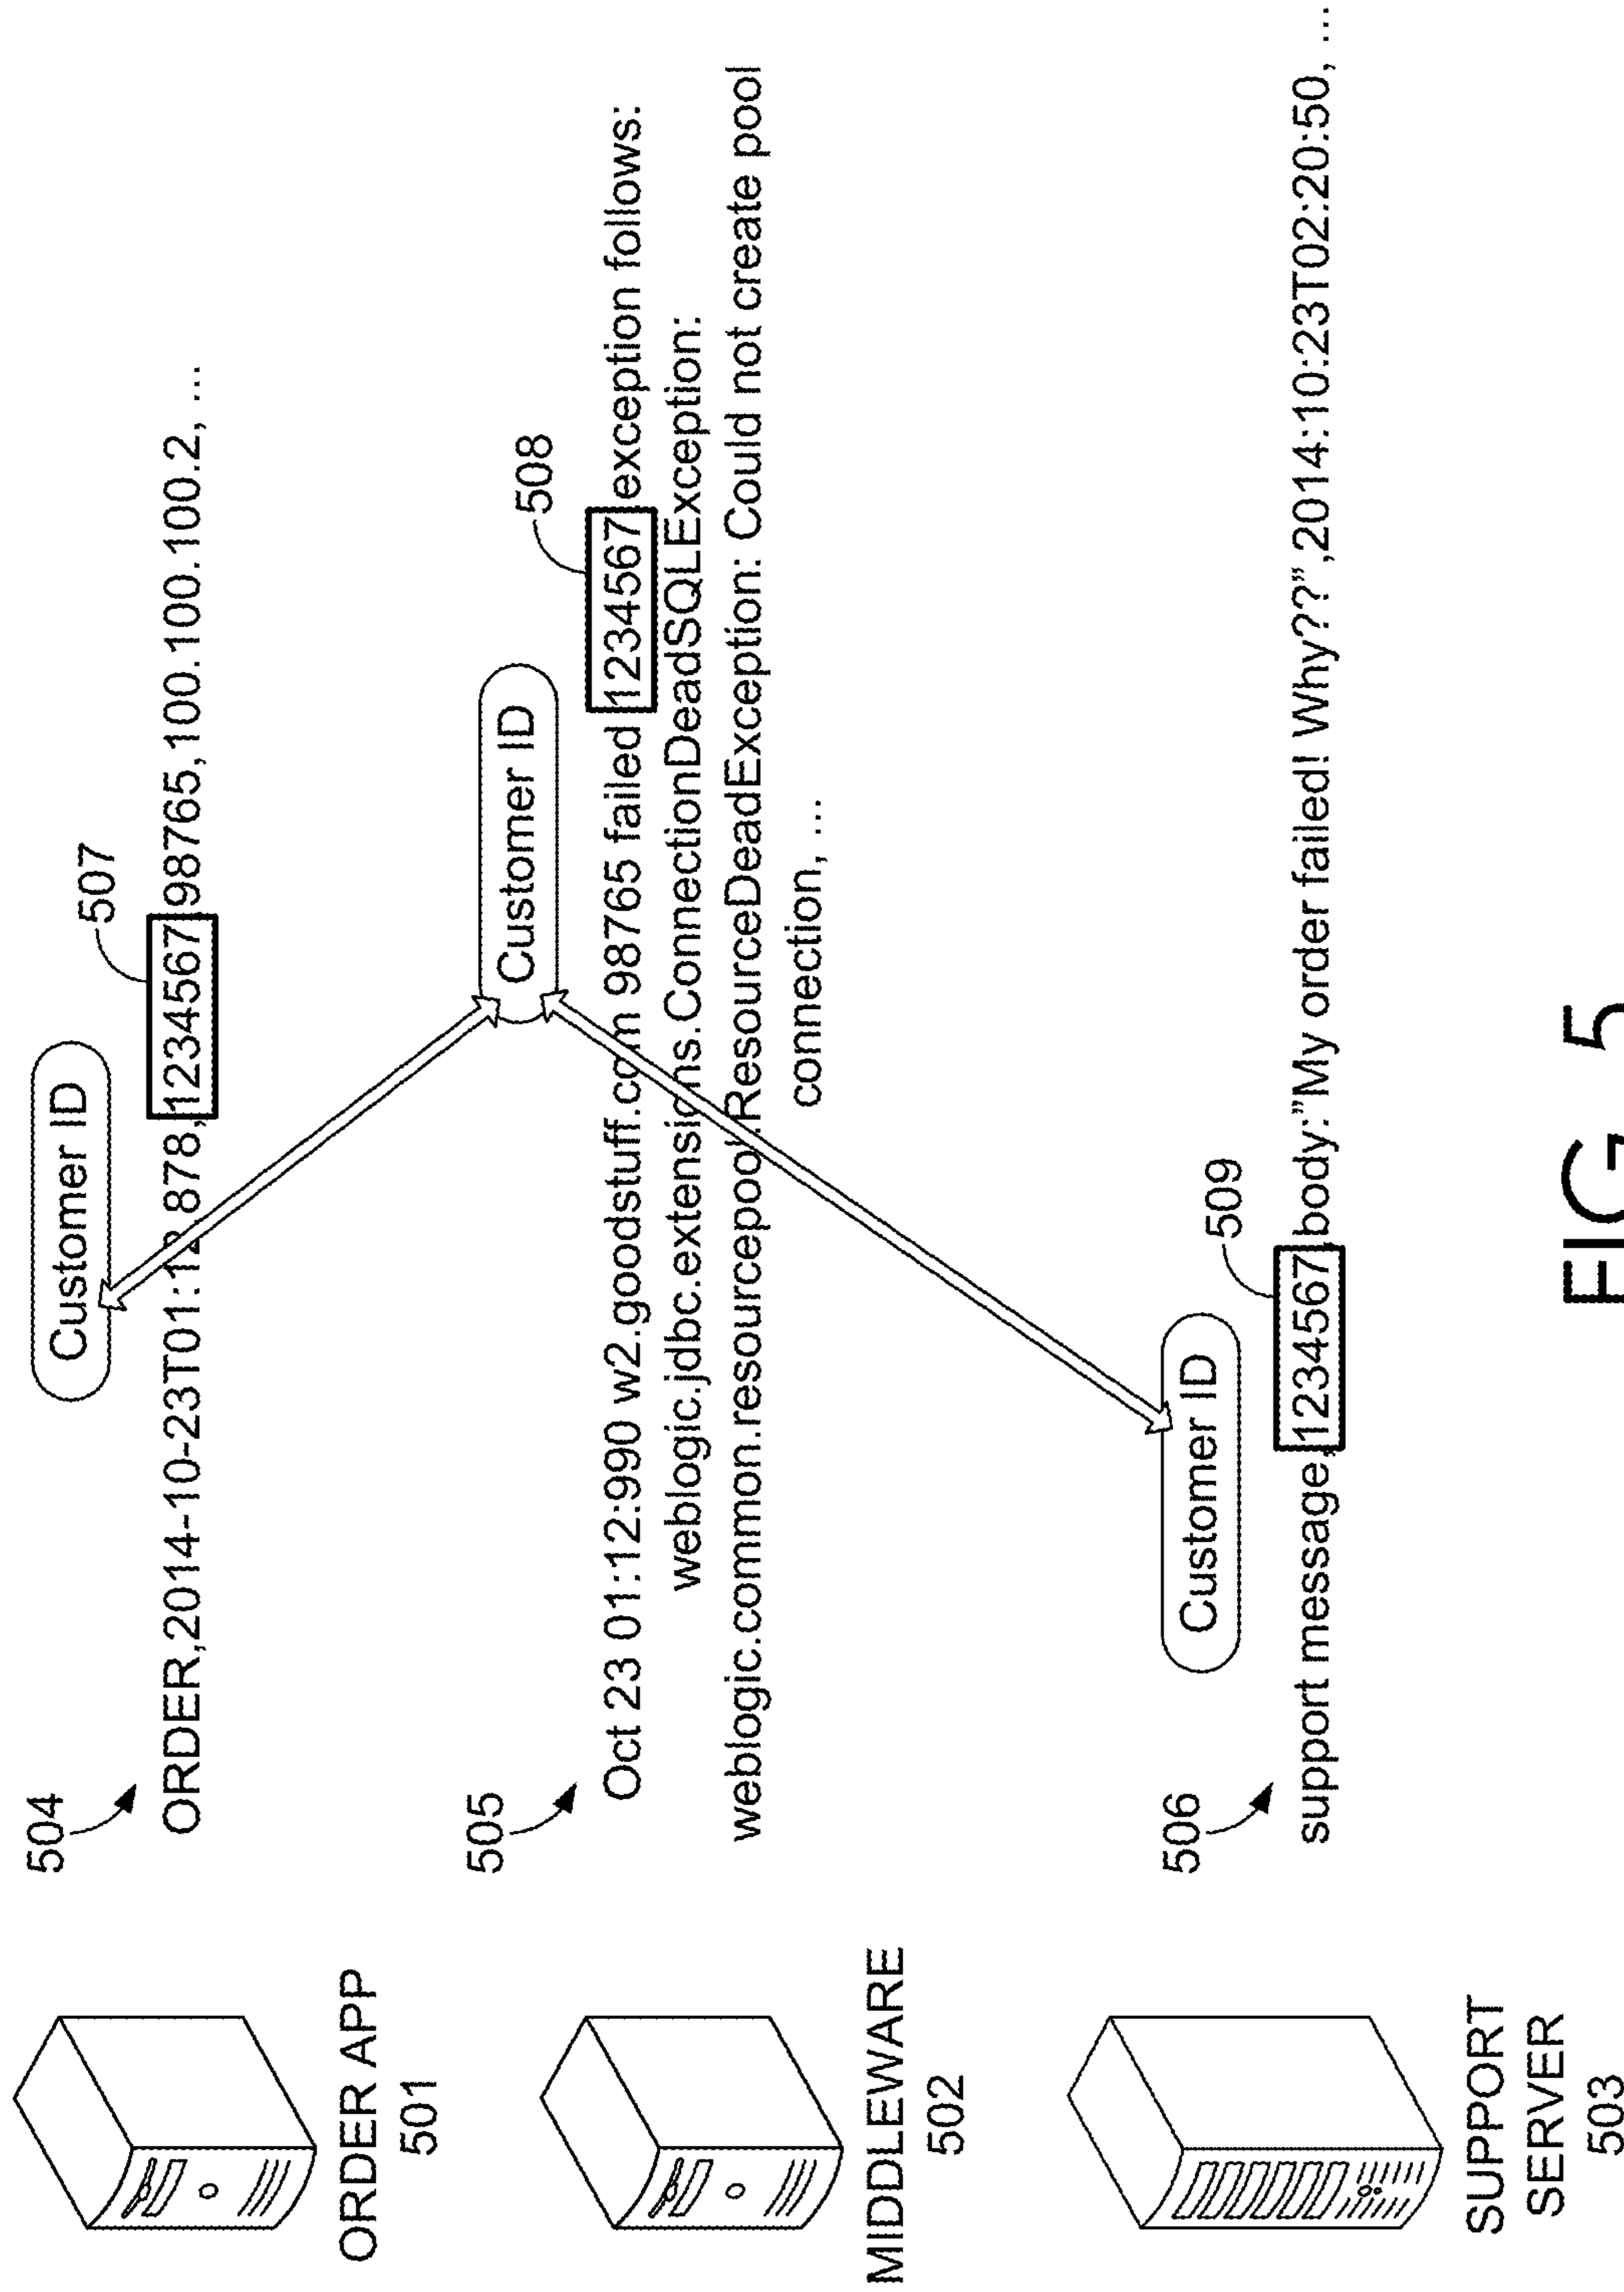 ORDER APP
501
504
Customer ID
507
ORDER,2014-10-23T01:12 878,1234567,98765,100.100.100.2, ...
MIDDLEWARE
502
505
Customer ID
508
Oct 23 01:12:990 w2.goodstuff.com 98765 failed 1234567 exception follows:
weblogic.jdbc.extensions.ConnectionDeadSQLException:
weblogic.common.resourcepool.ResourceDeadException: Could not create pool
connection, ...
SUPPORT
SERVER
503
506
Customer ID
509
support message,1234567,body:"My order failed! Why??",2014:10:23T02:20:50, ...
FIG 5